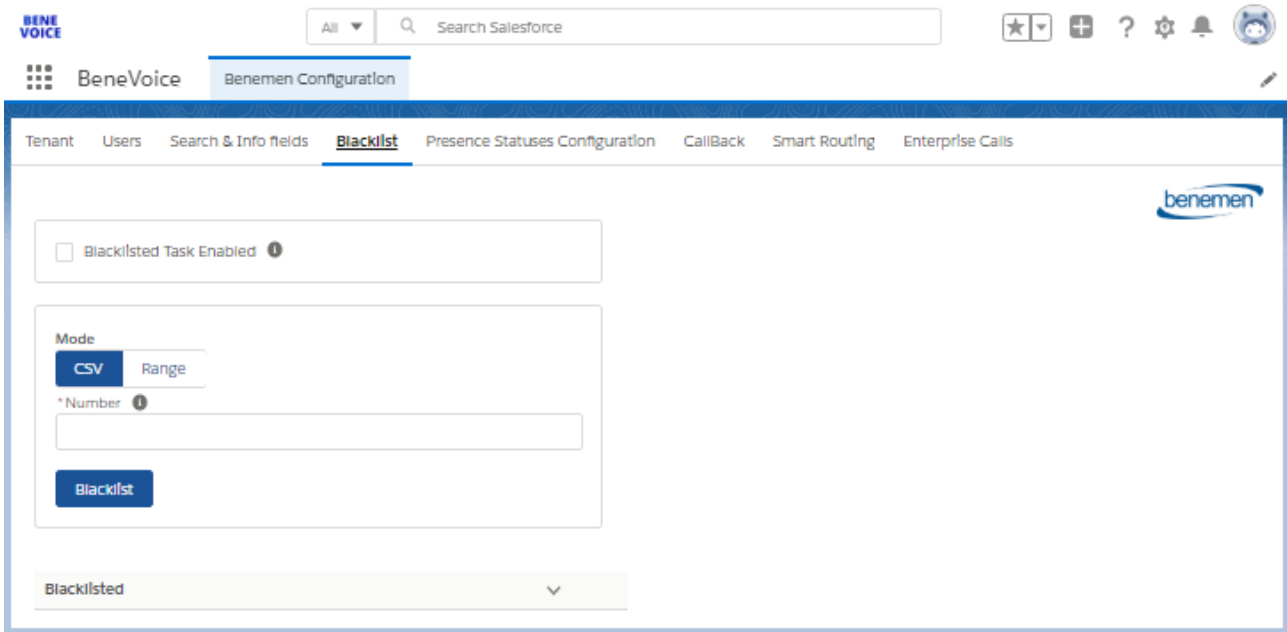 BENE
VOICE
All
Search Salesforce
BeneVoice
Benemen Configuration
Tenant Users Search & Info fields Blacklist Presence Statuses Configuration CallBack Smart Routing Enterprise Calls
benemen
Blacklisted Task Enabled
Mode
CSV Range
*Number
Blacklist
Blacklisted